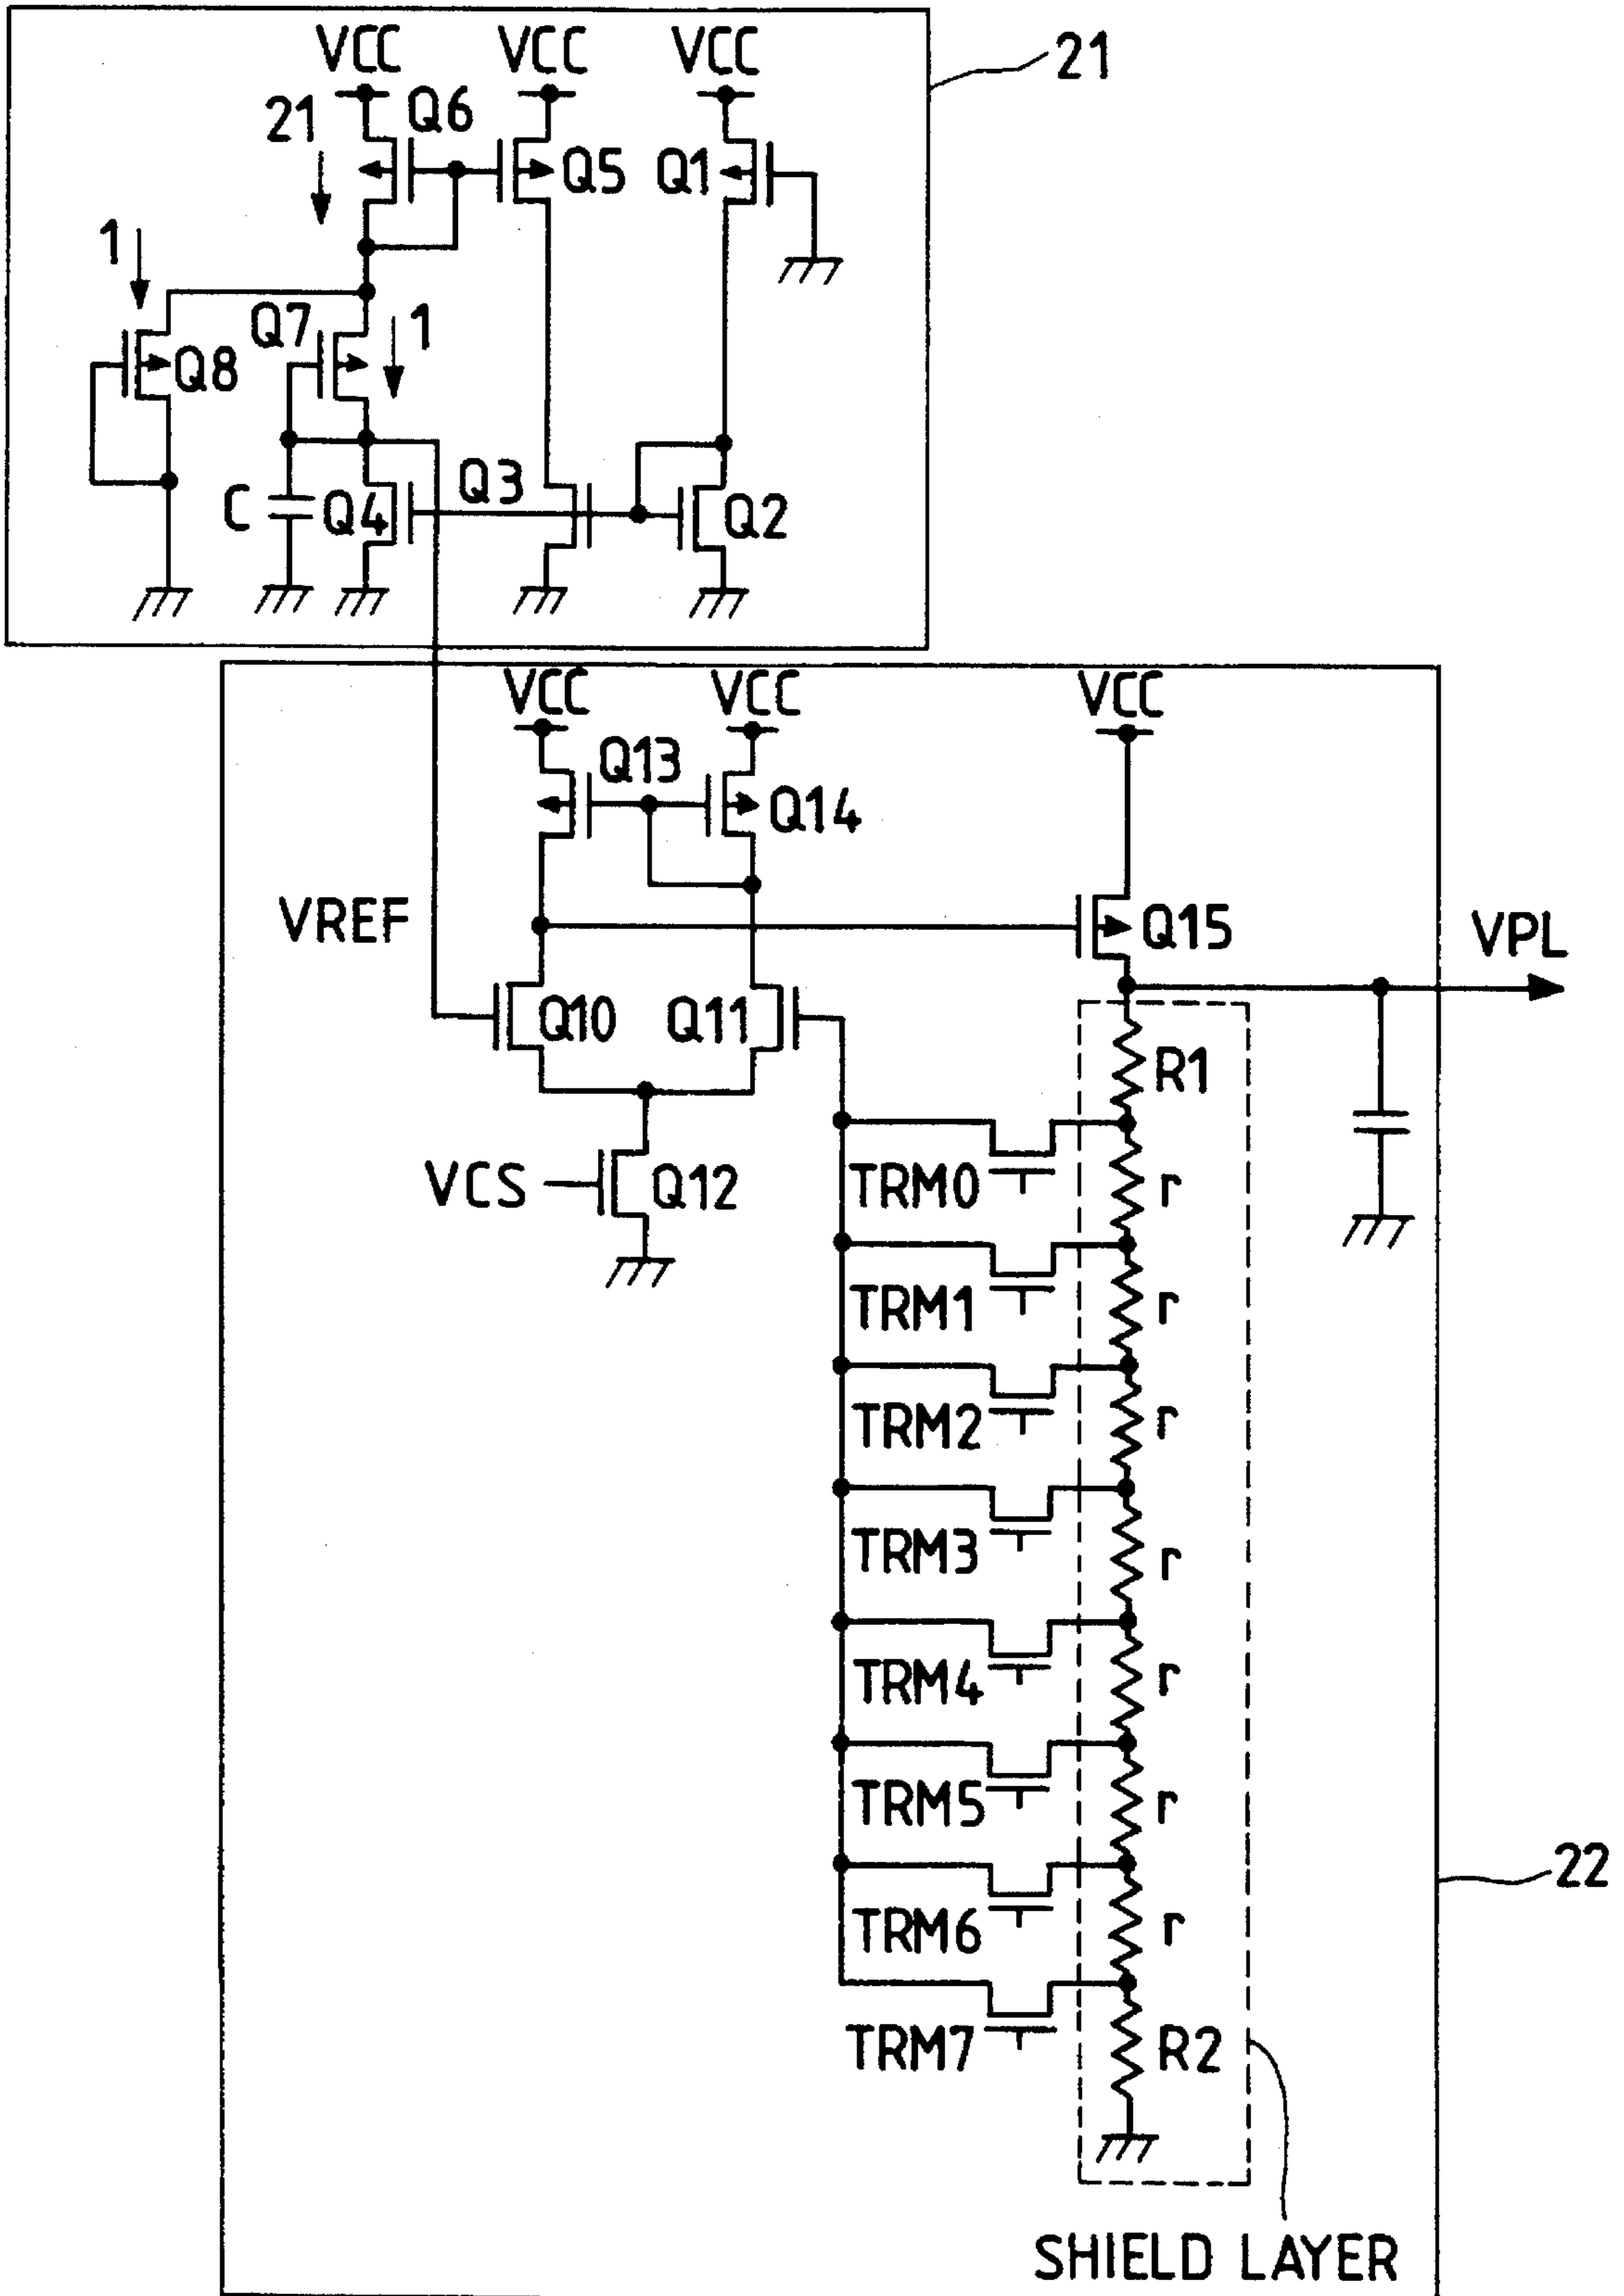 VCC VCC VCC
21
Q6
21
Q5 Q1
1
Q7 1
Q8
Q3
C Q4 Q2
VCC VCC VCC
Q13
Q14
VREF Q15 VPL
Q10 Q11
R1
VCS Q12 TRM0 r
TRM1 r
TRM2 r
TRM3 r
TRM4 r
TRM5 r
22
TRM6 r
TRM7 R2
SHIELD LAYER